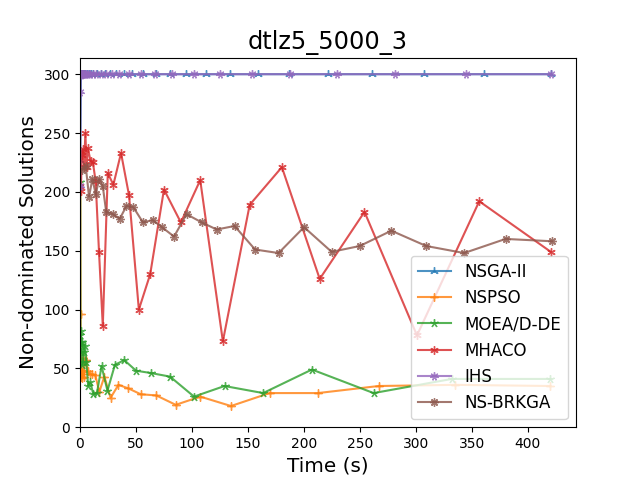 dtlz5_5000_3
Non-dominated Solutions
300
250
200
150
100
50
0
NSGA-II
NSPSO
MOEA/D-DE
MHACO
IHS
NS-BRKGA
0 50 100 150 200 250 300 350 400
Time (s)